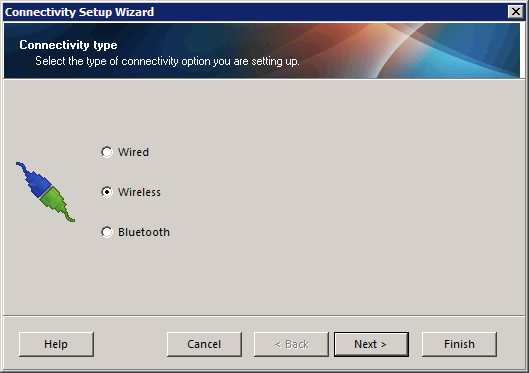 Connectivity Setup Wizard
Connectivity type
Select the type of connectivity option you are setting up.
Wired
Wireless
Bluetooth
Help Cancel < Back Next > Finish